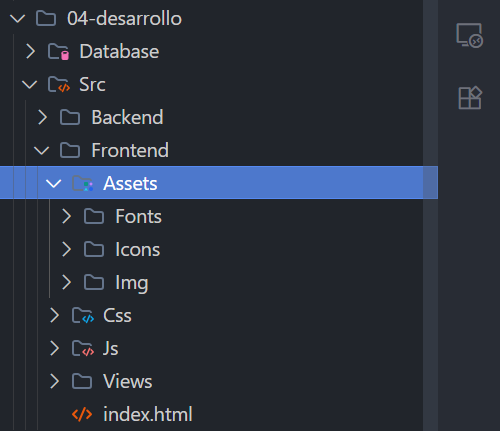 04-desarrollo
Database
Src
Backend
Frontend
Assets
Fonts
Icons
Img
Css
Js
Views
index.html